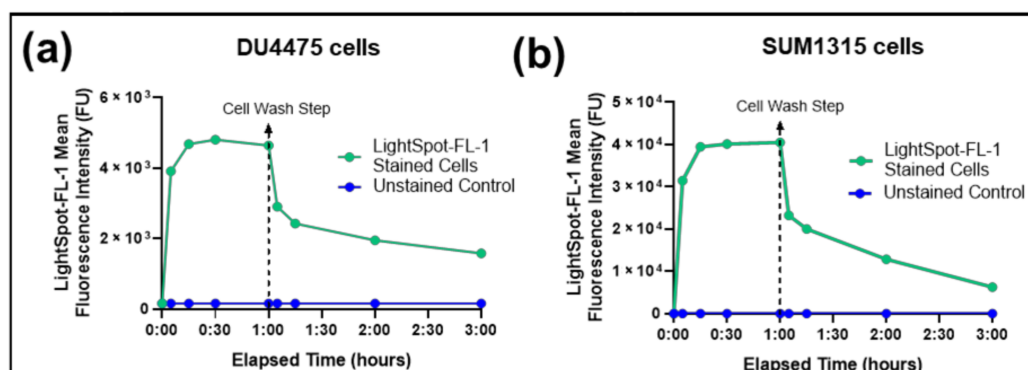 (a)
DU4475 cells
LightSpot-FL-1 Mean
Fluorescence Intensity (FU)
6 × 10³
4 × 10³
2 × 10³
0
Cell Wash Step
LightSpot-FL-1
Stained Cells
Unstained Control
0:00 0:30 1:00 1:30 2:00 2:30 3:00
Elapsed Time (hours)
(b)
SUM1315 cells
LightSpot-FL-1 Mean
Fluorescence Intensity (FU)
5 × 10⁴
4 × 10⁴
3 × 10⁴
2 × 10⁴
1 × 10⁴
0
Cell Wash Step
LightSpot-FL-1
Stained Cells
Unstained Control
0:00 0:30 1:00 1:30 2:00 2:30 3:00
Elapsed Time (hours)